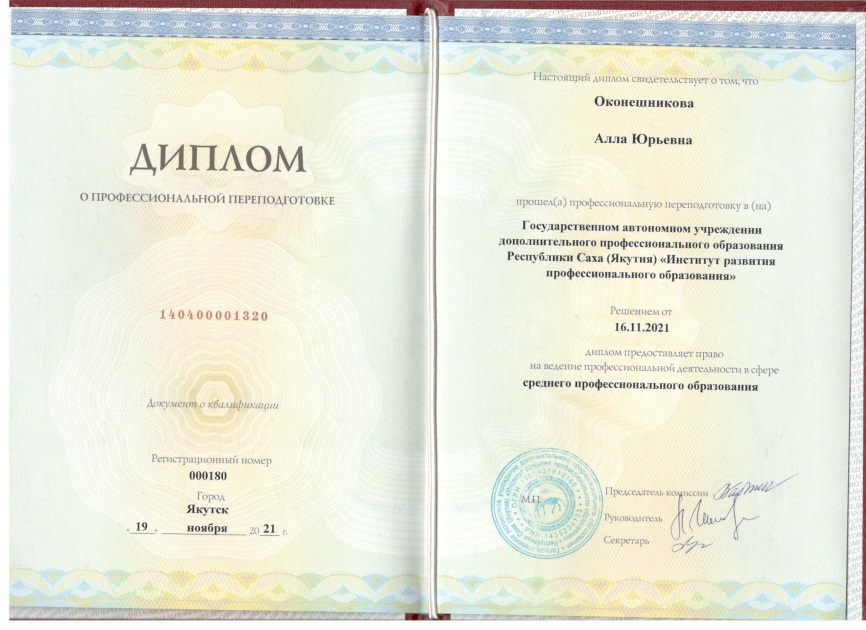 ДИПЛОМ
О ПРОФЕССИОНАЛЬНОЙ ПЕРЕПОДГОТОВКЕ
140400001320
Документ о квалификации
Регистрационный номер
000180
Город
Якутск
« 19 » ноября 20 21 г.
Настоящий диплом свидетельствует о том, что
Оконешникова
Алла Юрьевна
прошел(а) профессиональную переподготовку в (на)
Государственном автономном учреждении
дополнительного профессионального образования
Республики Саха (Якутия) «Институт развития
профессионального образования»
Решением от
16.11.2021
диплом предоставляет право
на ведение профессиональной деятельности в сфере
среднего профессионального образования
М.П.
Председатель комиссии
Руководитель
Секретарь